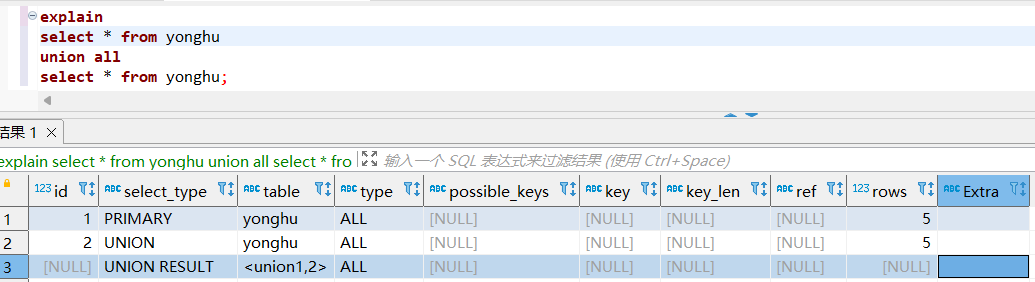 explain
select * from yonghu
union all
select * from yonghu;
结果 1
explain select * from yonghu union all select * fro 输入一个 SQL 表达式来过滤结果 (使用 Ctrl+Space)
123 id ABC select_type ABC table ABC type ABC possible_keys ABC key ABC key_len ABC ref 123 rows ABC Extra
1 1 PRIMARY yonghu ALL [NULL] [NULL] [NULL] [NULL] 5
2 2 UNION yonghu ALL [NULL] [NULL] [NULL] [NULL] 5
3 [NULL] UNION RESULT <union1,2> ALL [NULL] [NULL] [NULL] [NULL] [NULL]